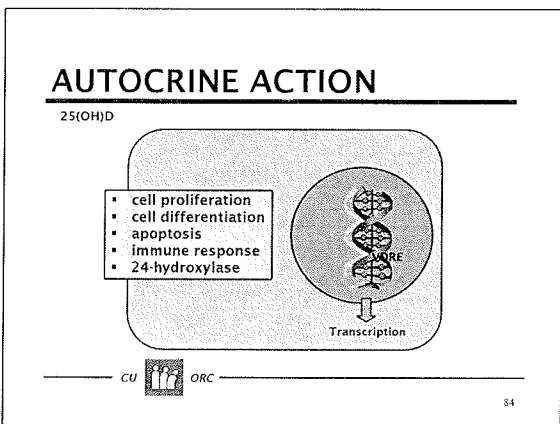 AUTOCRINE ACTION
25(OH)D
▪ cell proliferation
▪ cell differentiation
▪ apoptosis
▪ immune response
▪ 24-hydroxylase
VDRE
Transcription
CU ORC
84